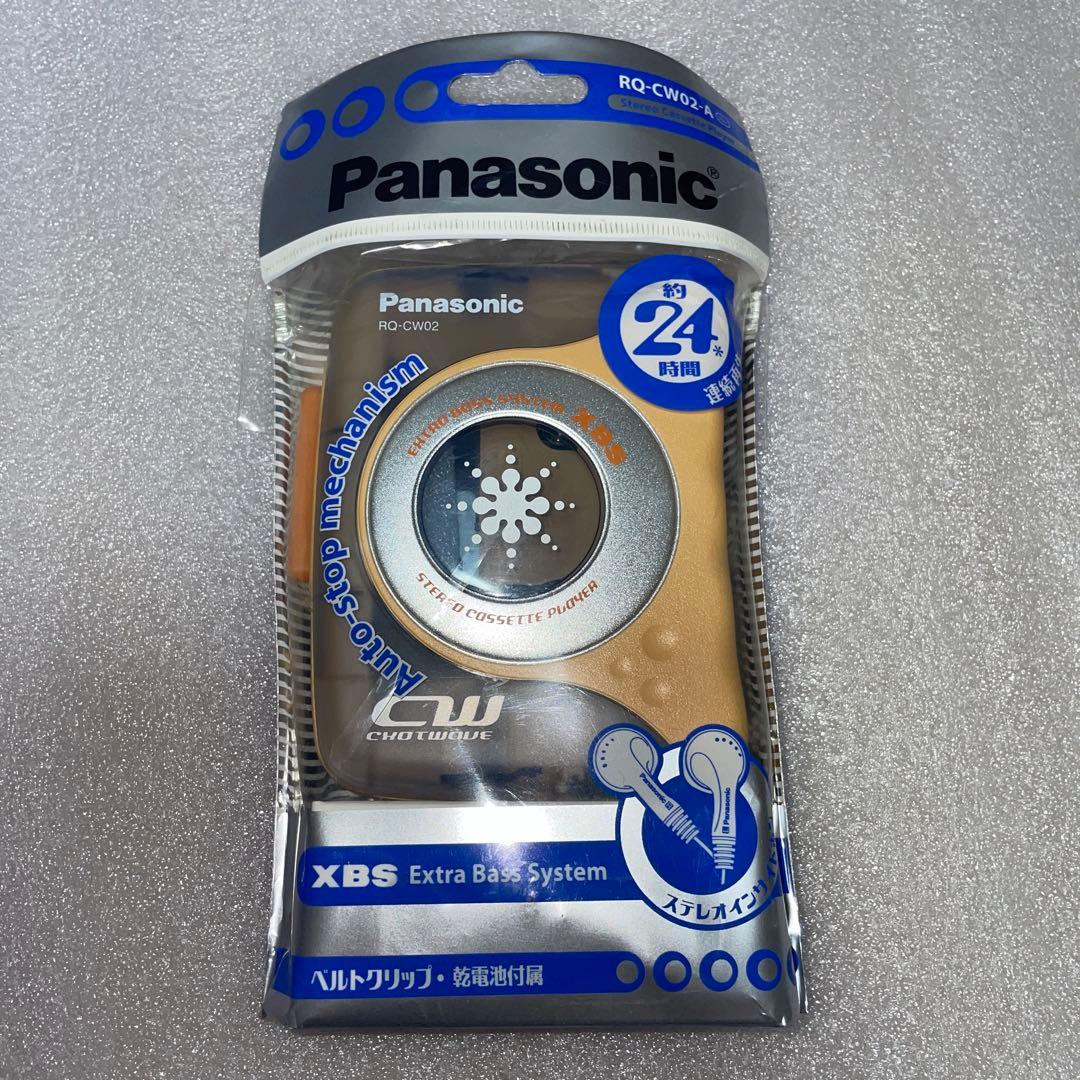 RQ-CW02-A
Stereo Cassette Player
Panasonic®
Panasonic
RQ-CW02
約
24*
時間
連続再
Auto-stop mechanism
EXTRA BASS SYSTEM XBS
STEREO CASSETTE PLAYER
CW
CHOTWAVE
Panasonic
Panasonic
XBS Extra Bass System
ステレオインサイド
ベルトクリップ・乾電池付属